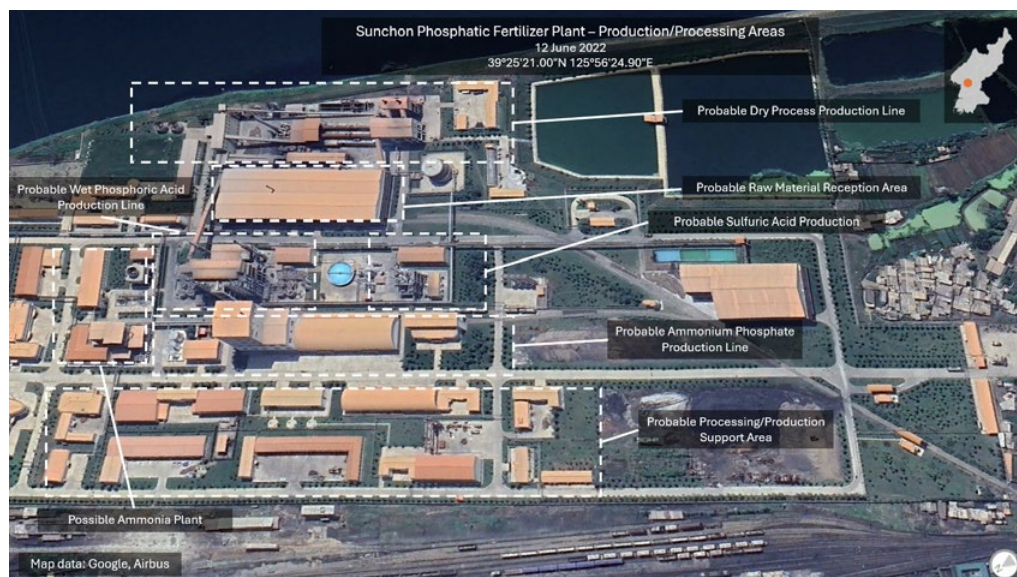 Sunchon Phosphatic Fertilizer Plant – Production/Processing Areas
12 June 2022
39°25'21.00"N 125°56'24.90"E
Probable Dry Process Production Line
Probable Wet Phosphoric Acid
Production Line
Probable Raw Material Reception Area
Probable Sulfuric Acid Production
Probable Ammonium Phosphate
Production Line
Probable Processing/Production
Support Area
Possible Ammonia Plant
Map data: Google, Airbus